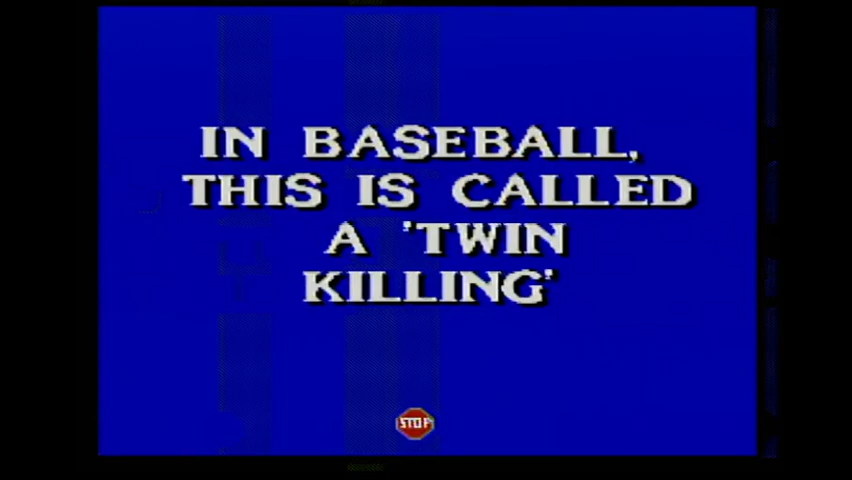 IN BASEBALL,
THIS IS CALLED
A 'TWIN
KILLING'
STOP